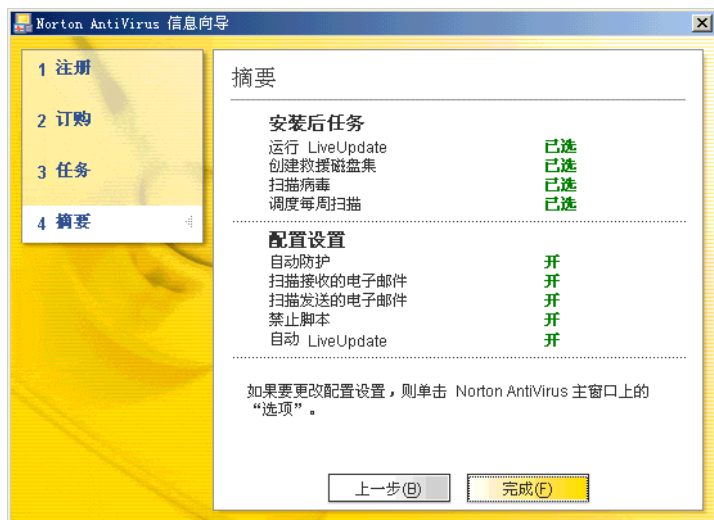 Norton AntiVirus 信息向导
1 注册
2 订购
3 任务
4 摘要
摘要
安装后任务
运行 LiveUpdate 已选
创建救援磁盘集 已选
扫描病毒 已选
调度每周扫描 已选
配置设置
自动防护 开
扫描接收的电子邮件 开
扫描发送的电子邮件 开
禁止脚本 开
自动 LiveUpdate 开
如果要更改配置设置，则单击 Norton AntiVirus 主窗口上的
“选项”。
上一步(B) 完成(F)